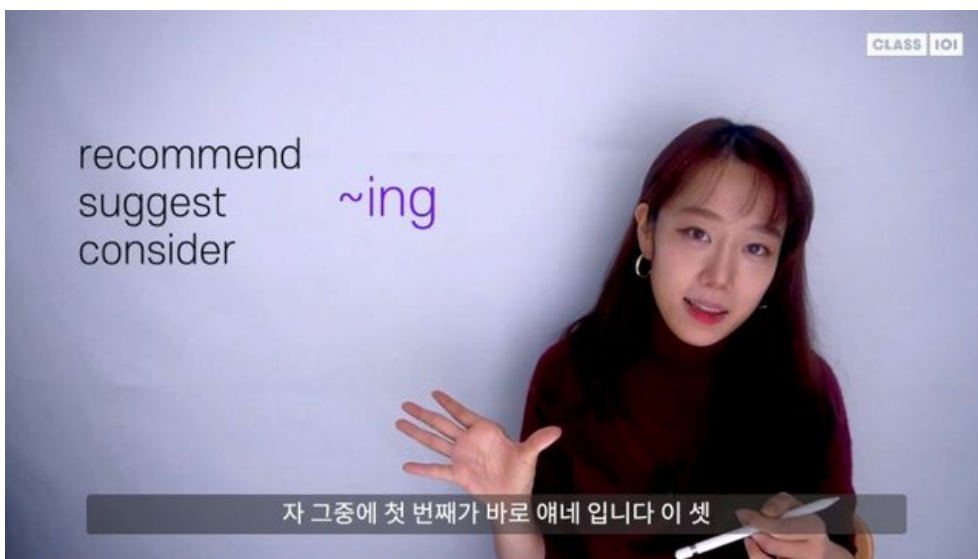 CLASS 101
recommend
suggest
consider
~ing
자 그중에 첫 번째가 바로 얘네 입니다 이 셋